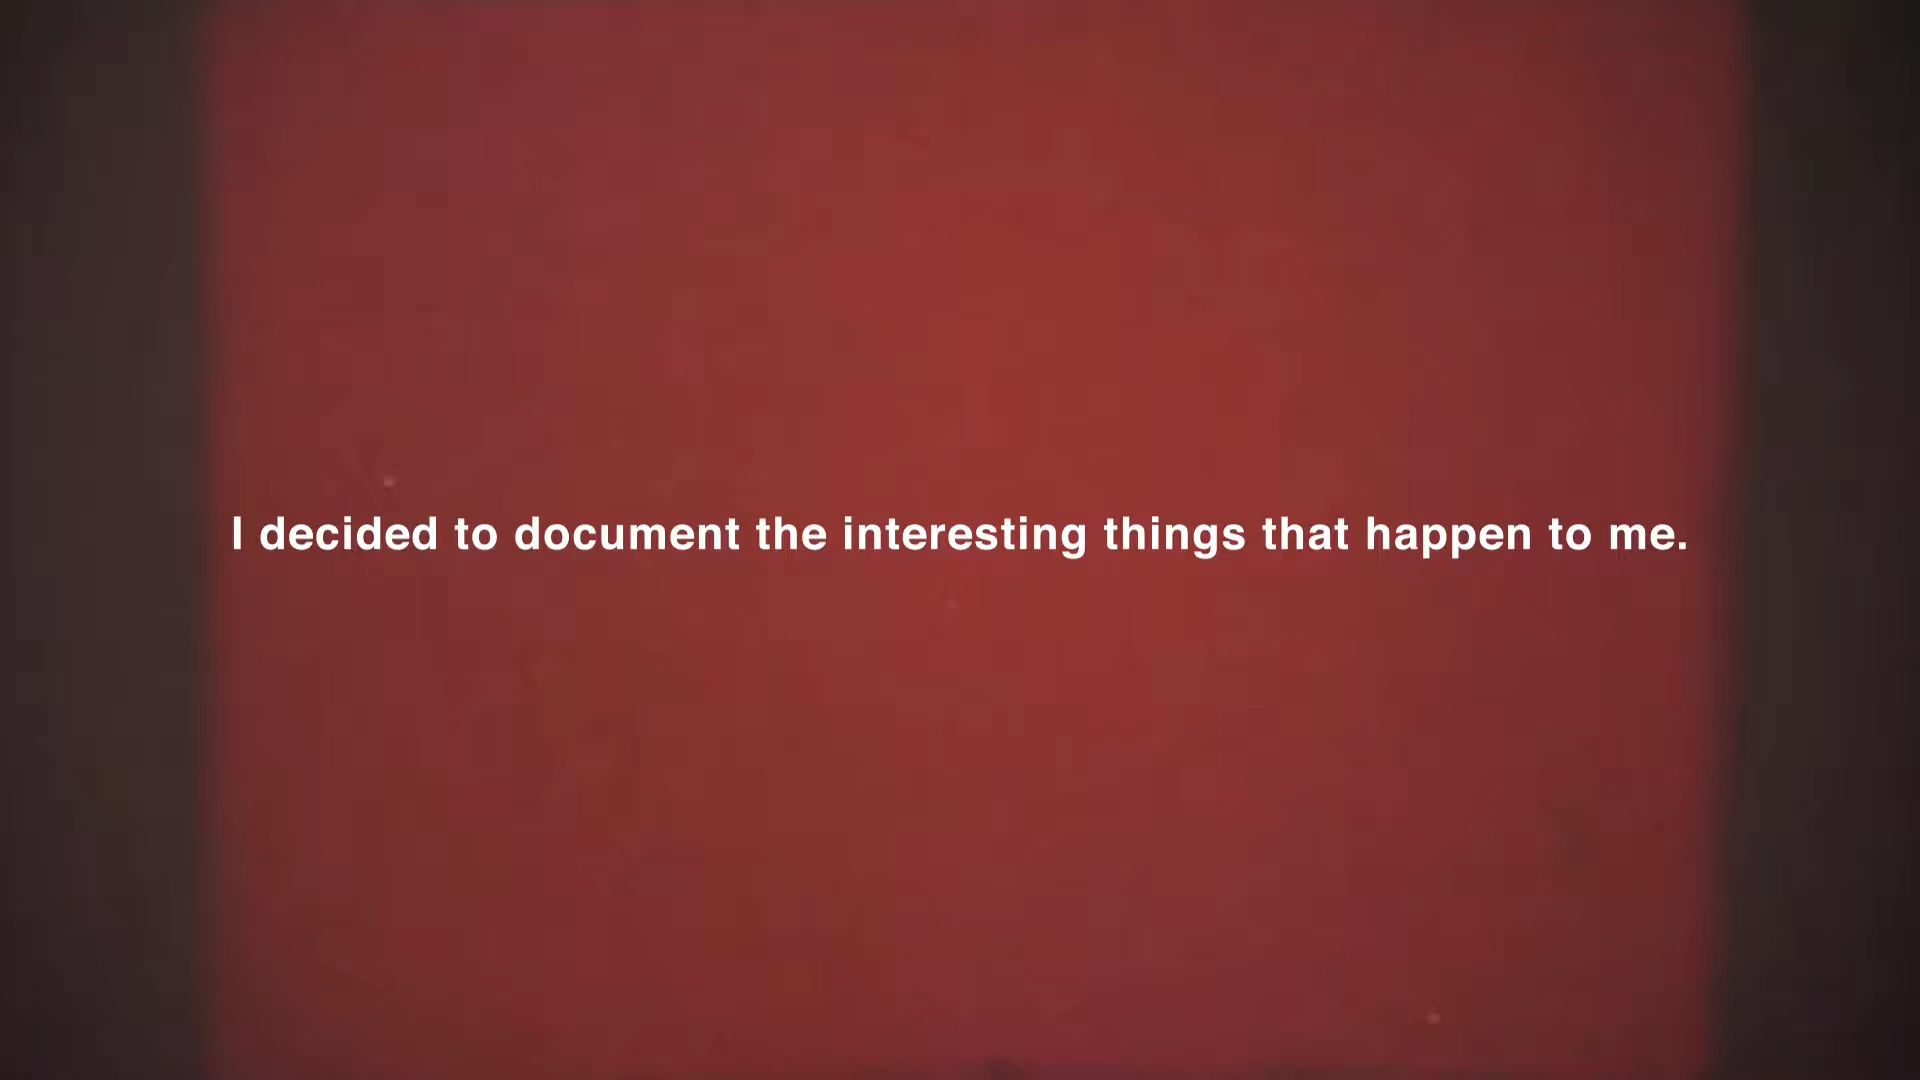 I decided to document the interesting things that happen to me.